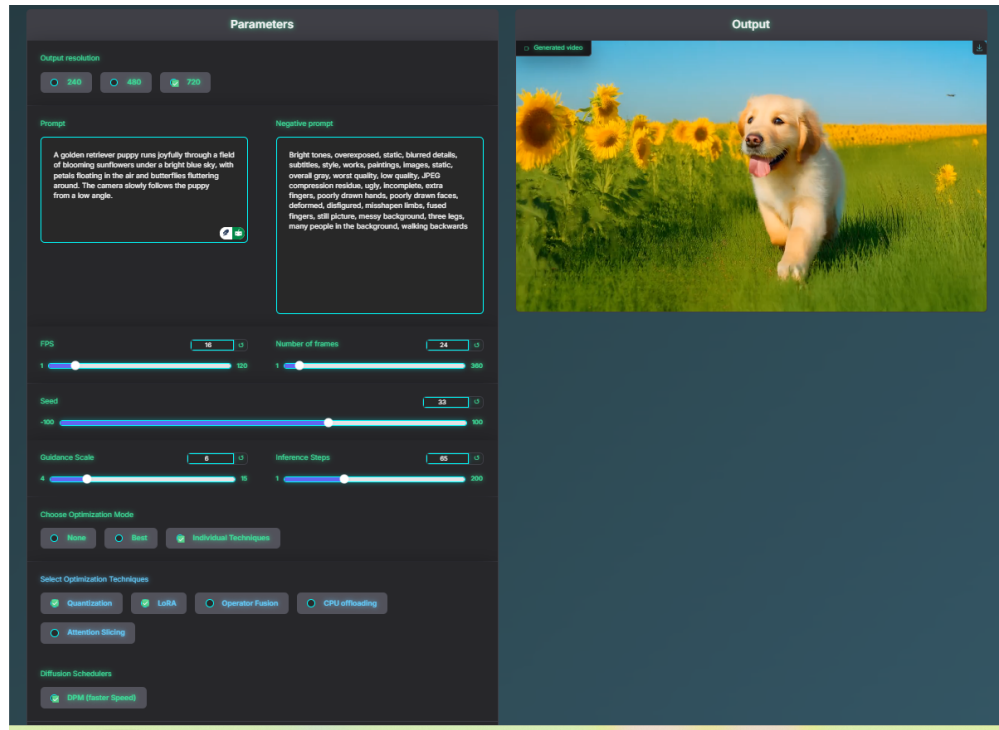 Parameters
Output resolution
240 480 720
Prompt
A golden retriever puppy runs joyfully through a field
of blooming sunflowers under a bright blue sky, with
petals floating in the air and butterflies fluttering
around. The camera slowly follows the puppy
from a low angle.
Negative prompt
Bright tones, overexposed, static, blurred details,
subtitles, style, works, paintings, images, static,
overall gray, worst quality, low quality, JPEG
compression residue, ugly, incomplete, extra
fingers, poorly drawn hands, poorly drawn faces,
deformed, disfigured, misshapen limbs, fused
fingers, still picture, messy background, three legs,
many people in the background, walking backwards
FPS 16
1 120
Number of frames 24
1 360
Seed 33
-100 100
Guidance Scale 6
4 15
Inference Steps 65
1 200
Choose Optimization Mode
None Best Individual Techniques
Select Optimization Techniques
Quantization LoRA Operator Fusion CPU offloading
Attention Slicing
Diffusion Schedulers
DPM (faster Speed)
Output
Generated video